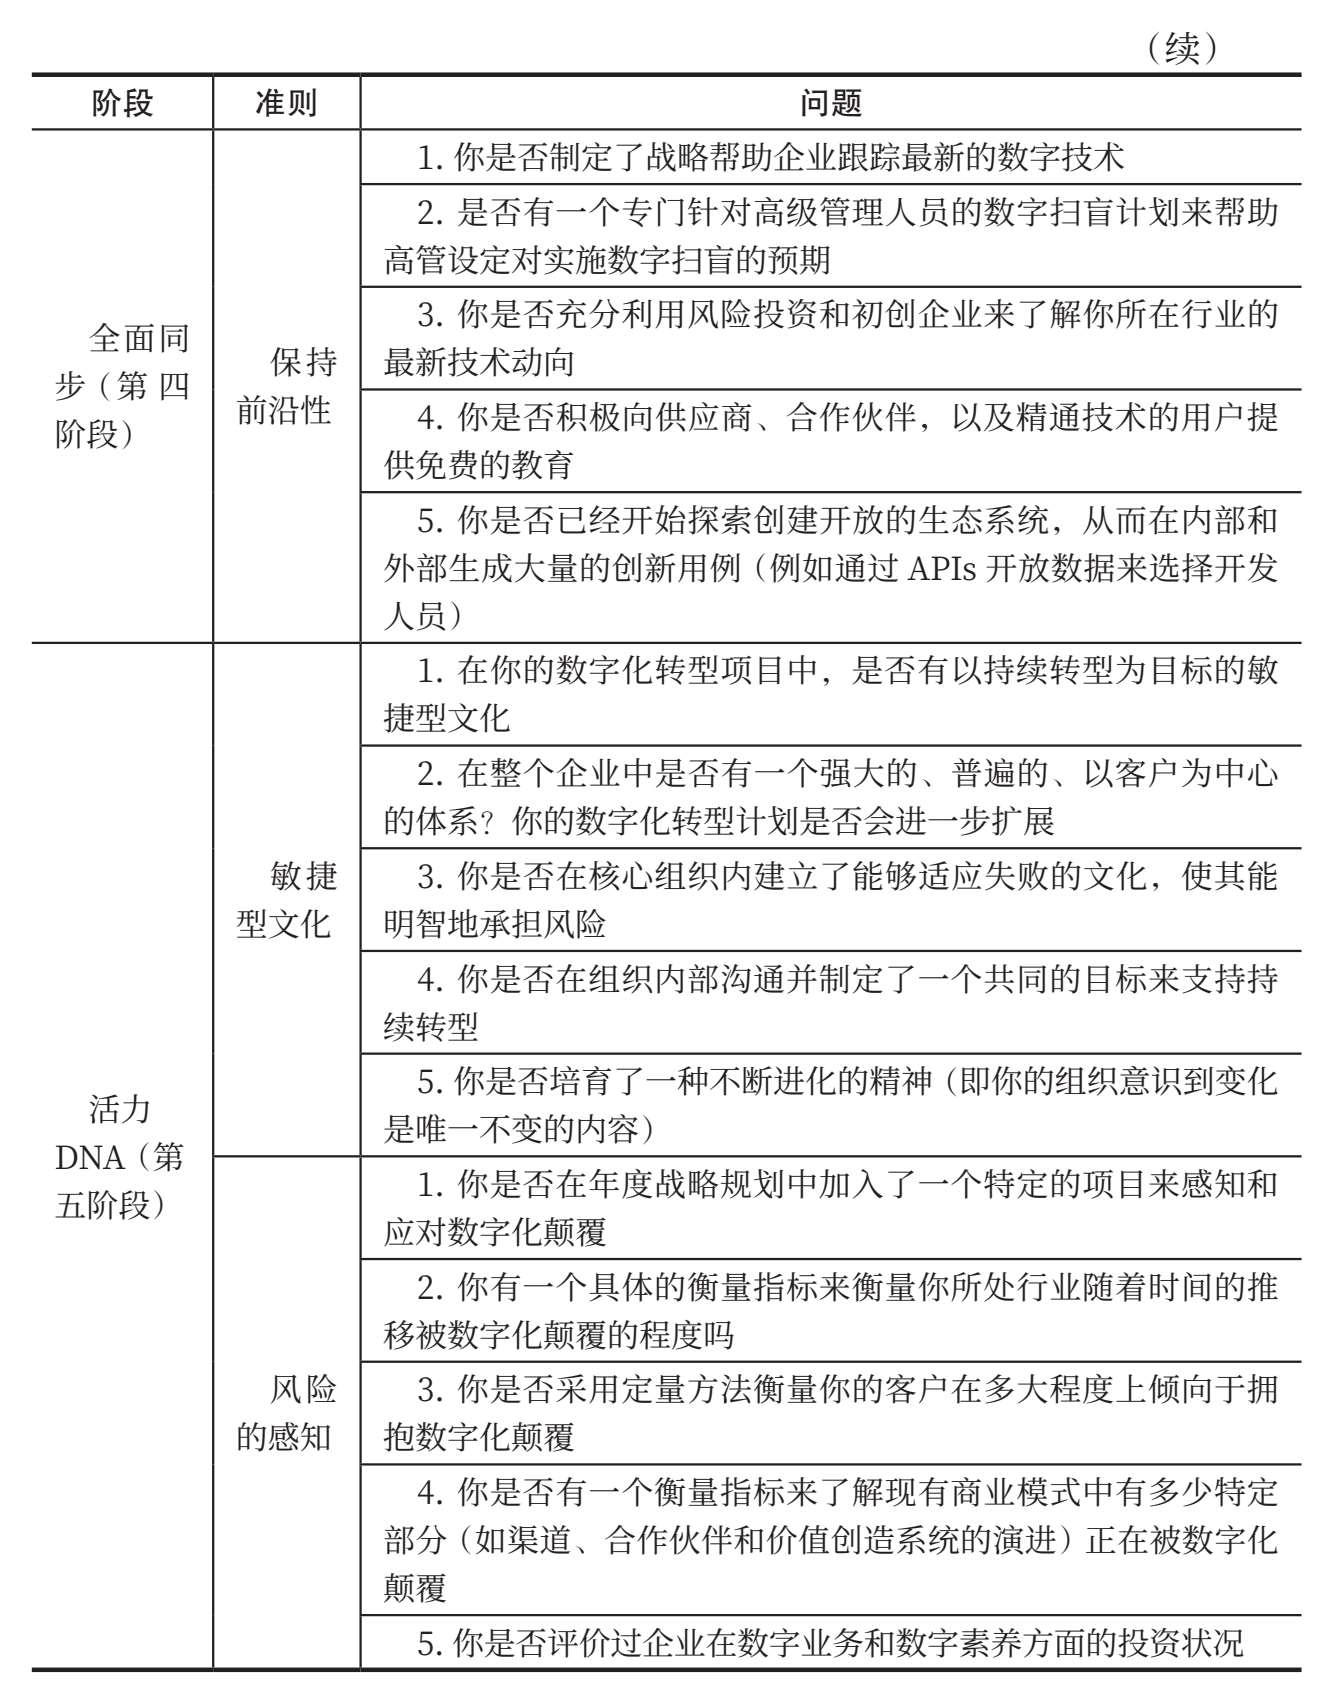 （续）
阶段 准则 问题
1. 你是否制定了战略帮助企业跟踪最新的数字技术
2. 是否有一个专门针对高级管理人员的数字扫盲计划来帮助
高管设定对实施数字扫盲的预期
3. 你是否充分利用风险投资和初创企业来了解你所在行业的
最新技术动向
全面同
步（第四
阶段）
保持
前沿性
4. 你是否积极向供应商、合作伙伴，以及精通技术的用户提
供免费的教育
5. 你是否已经开始探索创建开放的生态系统，从而在内部和
外部生成大量的创新用例（例如通过 APIs 开放数据来选择开发
人员）
1. 在你的数字化转型项目中，是否有以持续转型为目标的敏
捷型文化
2. 在整个企业中是否有一个强大的、普遍的、以客户为中心
的体系？你的数字化转型计划是否会进一步扩展
敏捷
型文化
3. 你是否在核心组织内建立了能够适应失败的文化，使其能
明智地承担风险
4. 你是否在组织内部沟通并制定了一个共同的目标来支持持
续转型
5. 你是否培育了一种不断进化的精神（即你的组织意识到变化
是唯一不变的内容）
活力
DNA（第
五阶段）
1. 你是否在年度战略规划中加入了一个特定的项目来感知和
应对数字化颠覆
2. 你有一个具体的衡量指标来衡量你所处行业随着时间的推
移被数字化颠覆的程度吗
风险
的感知
3. 你是否采用定量方法衡量你的客户在多大程度上倾向于拥
抱数字化颠覆
4. 你是否有一个衡量指标来了解现有商业模式中有多少特定
部分（如渠道、合作伙伴和价值创造系统的演进）正在被数字化
颠覆
5. 你是否评价过企业在数字业务和数字素养方面的投资状况